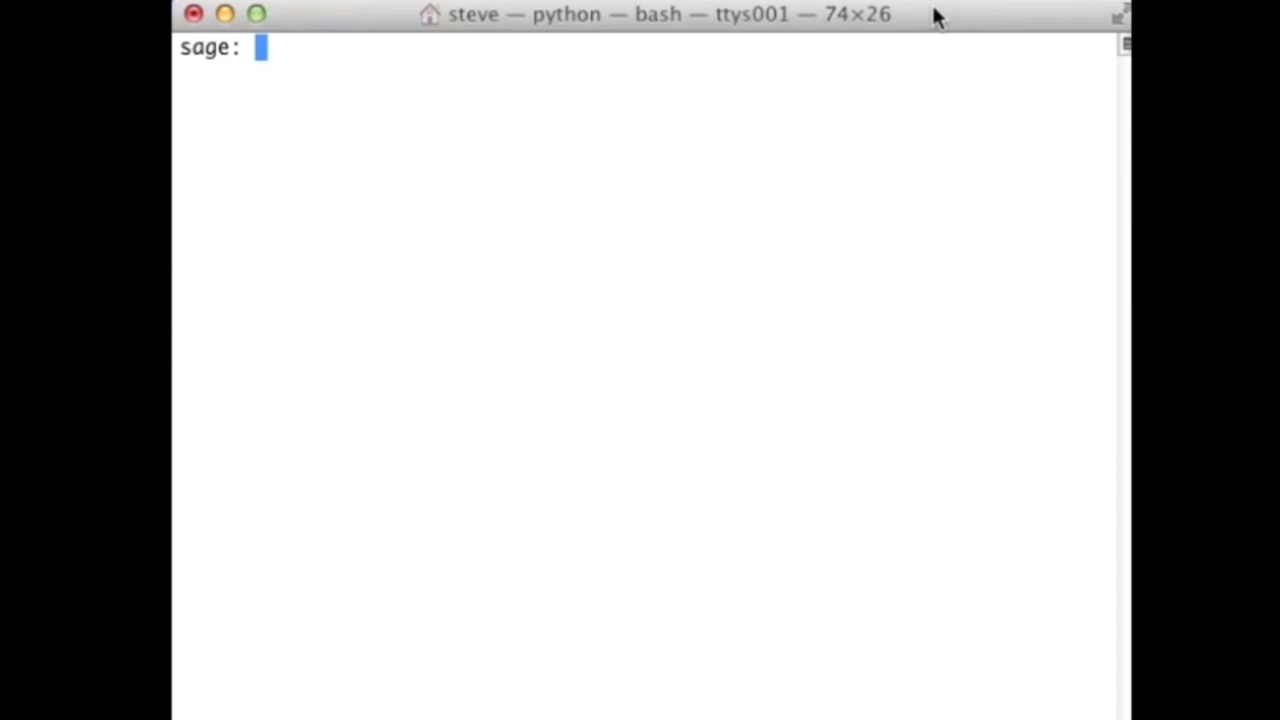 steve — python — bash — ttys001 — 74×26
sage: